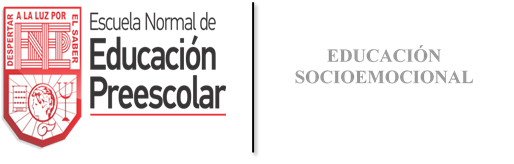 DESPERTAR A LA LUZ POR EL SABER
ENEP
Escuela Normal de
Educación
Preescolar
EDUCACIÓN
SOCIOEMOCIONAL